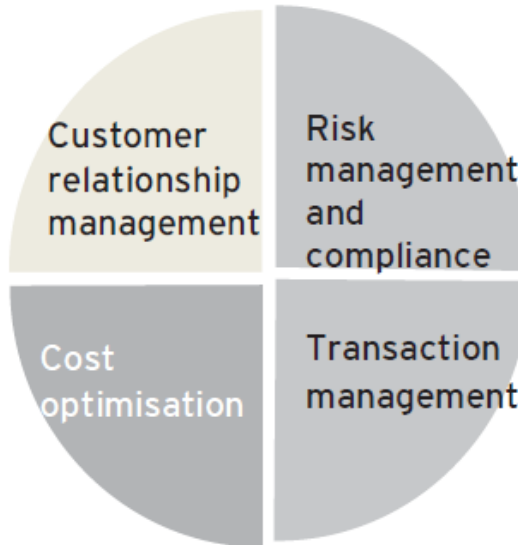 Customer
relationship
management
Risk
management
and
compliance
Cost
optimisation
Transaction
management